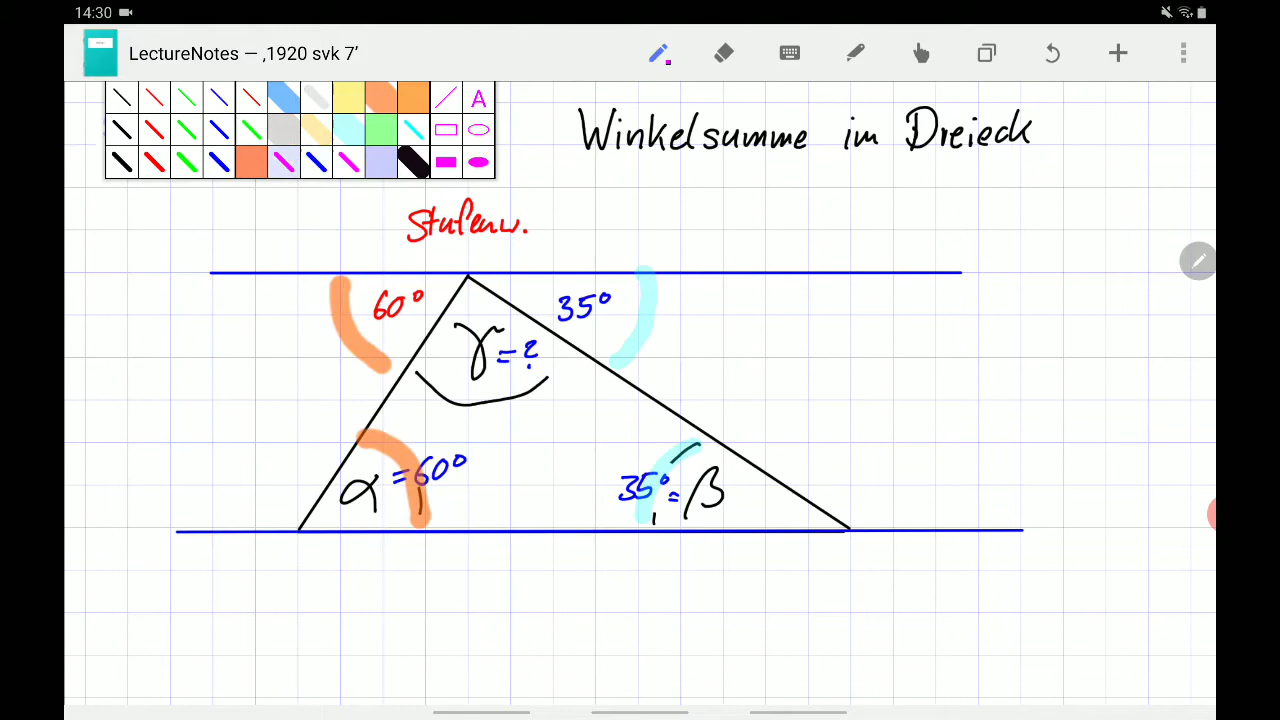 14:30
LectureNotes — ‚1920 svk 7’
A
Winkelsumme im Dreieck
Stufenw.
60° 35°
γ = ?
α = 60° 35° = β